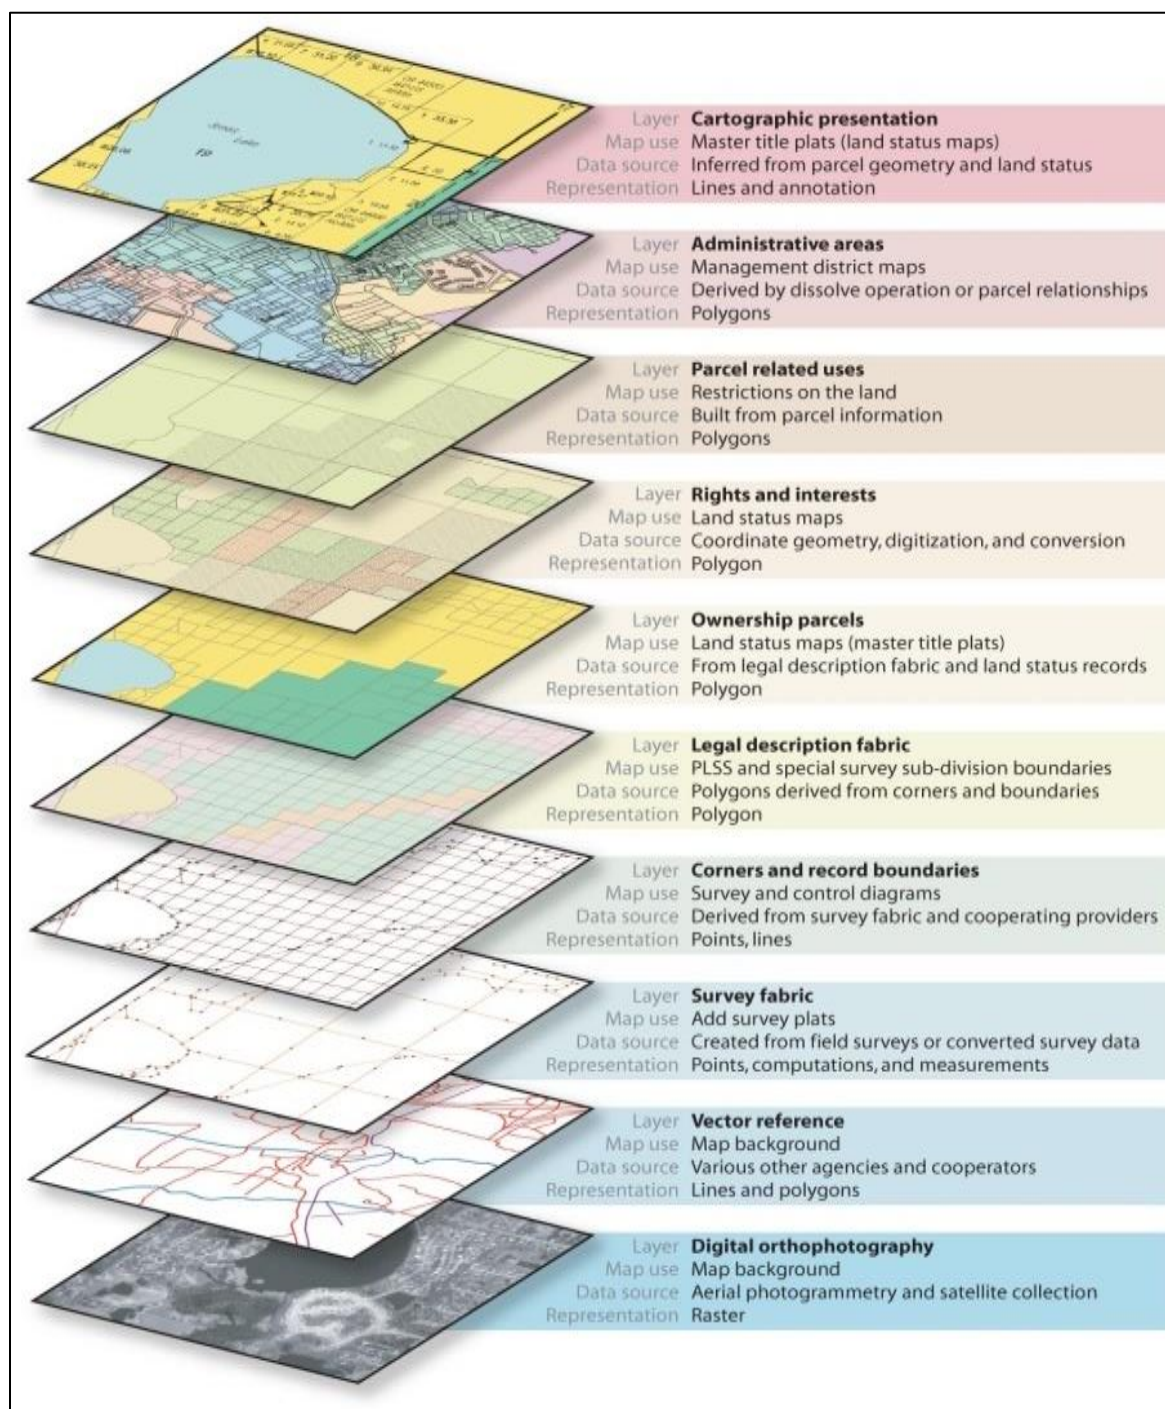 Jones
Lake
Layer Cartographic presentation
Map use Master title plats (land status maps)
Data source Inferred from parcel geometry and land status
Representation Lines and annotation
Layer Administrative areas
Map use Management district maps
Data source Derived by dissolve operation or parcel relationships
Representation Polygons
Layer Parcel related uses
Map use Restrictions on the land
Data source Built from parcel information
Representation Polygons
Layer Rights and interests
Map use Land status maps
Data source Coordinate geometry, digitization, and conversion
Representation Polygon
Layer Ownership parcels
Map use Land status maps (master title plats)
Data source From legal description fabric and land status records
Representation Polygon
Layer Legal description fabric
Map use PLSS and special survey sub-division boundaries
Data source Polygons derived from corners and boundaries
Representation Polygon
Layer Corners and record boundaries
Map use Survey and control diagrams
Data source Derived from survey fabric and cooperating providers
Representation Points, lines
Layer Survey fabric
Map use Add survey plats
Data source Created from field surveys or converted survey data
Representation Points, computations, and measurements
Layer Vector reference
Map use Map background
Data source Various other agencies and cooperators
Representation Lines and polygons
Layer Digital orthophotography
Map use Map background
Data source Aerial photogrammetry and satellite collection
Representation Raster